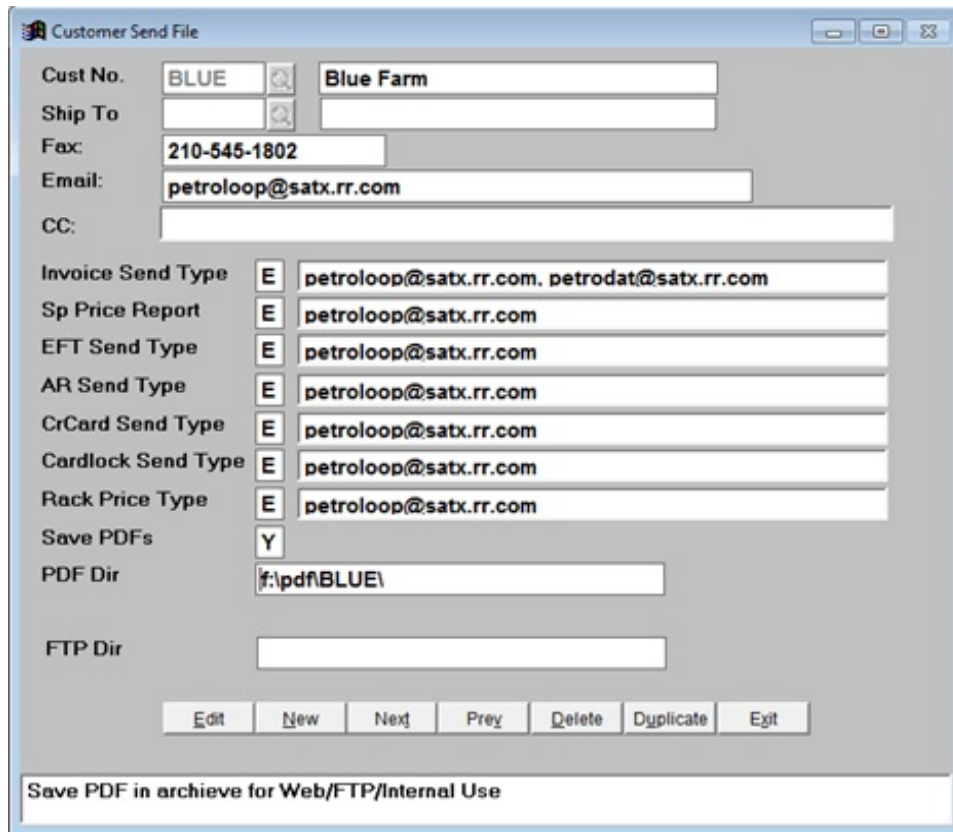 Customer Send File
Cust No. BLUE Blue Farm
Ship To
Fax: 210-545-1802
Email: petroloop@satx.rr.com
CC:
Invoice Send Type E petroloop@satx.rr.com, petrodat@satx.rr.com
Sp Price Report E petroloop@satx.rr.com
EFT Send Type E petroloop@satx.rr.com
AR Send Type E petroloop@satx.rr.com
CrCard Send Type E petroloop@satx.rr.com
Cardlock Send Type E petroloop@satx.rr.com
Rack Price Type E petroloop@satx.rr.com
Save PDFs Y
PDF Dir f:\pdf\BLUE\
FTP Dir
Edit New Next Prev Delete Duplicate Exit
Save PDF in archieve for Web/FTP/Internal Use